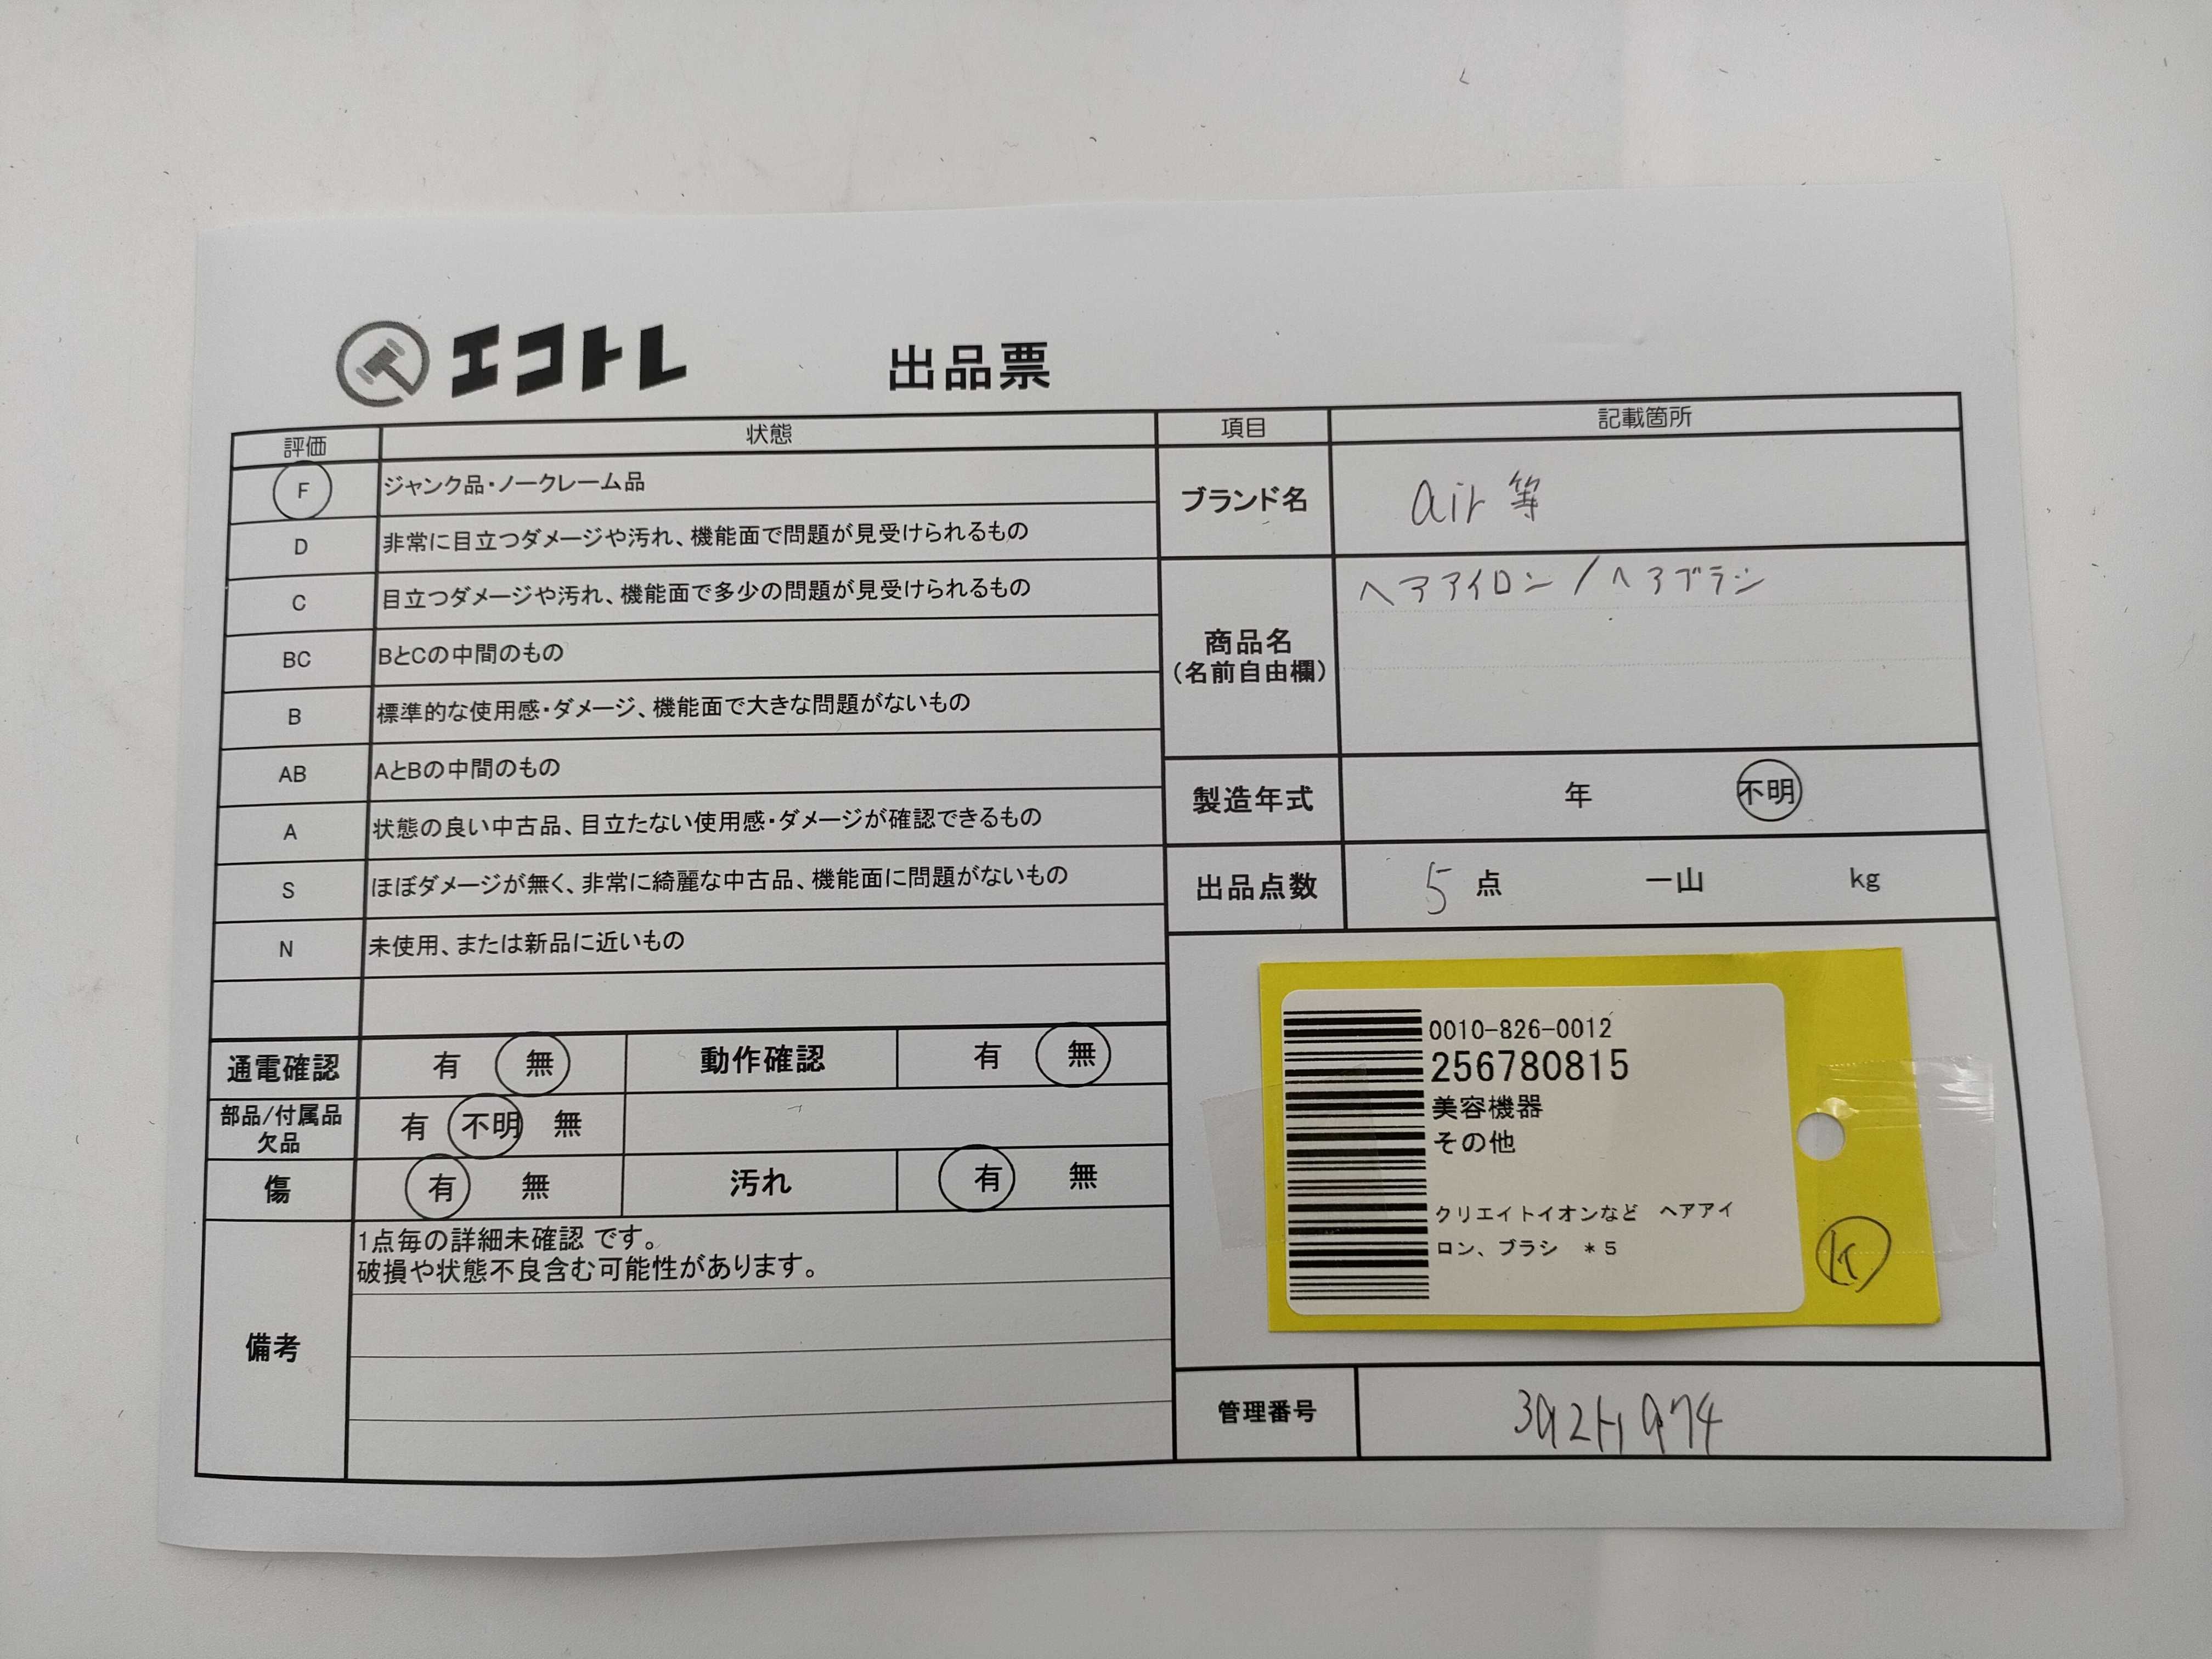 エコトレ
出品票
評価 状態
F ジャンク品・ノークレーム品
D 非常に目立つダメージや汚れ、機能面で問題が見受けられるもの
C 目立つダメージや汚れ、機能面で多少の問題が見受けられるもの
BC BとCの中間のもの
B 標準的な使用感・ダメージ、機能面で大きな問題がないもの
AB AとBの中間のもの
A 状態の良い中古品、目立たない使用感・ダメージが確認できるもの
S ほぼダメージが無く、非常に綺麗な中古品、機能面に問題がないもの
N 未使用、または新品に近いもの
通電確認 有 無 動作確認 有 無
部品/付属品
欠品
有 不明 無
傷 有 無 汚れ 有 無
備考
1点毎の詳細未確認 です。
破損や状態不良含む可能性があります。
項目 記載箇所
ブランド名 air 等
商品名
(名前自由欄)
ヘアアイロン/ヘアブラシ
製造年式 年 不明
出品点数 5 点 一山 kg
0010-826-0012
256780815
美容機器
その他
クリエイトイオンなど ヘアアイ
ロン、ブラシ *5
管理番号